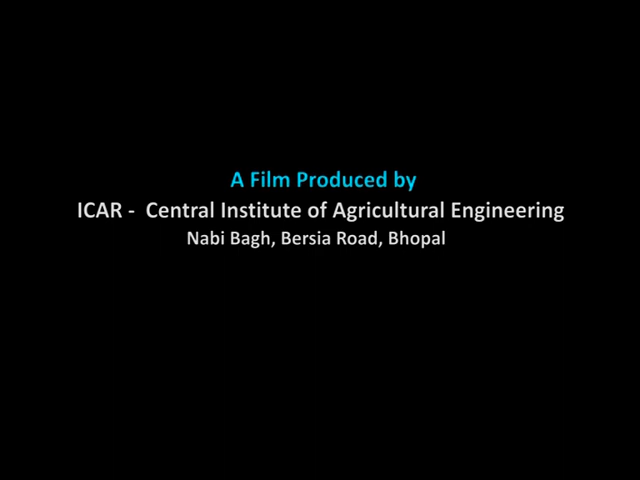 A Film Produced by
ICAR -  Central Institute of Agricultural Engineering
Nabi Bagh, Bersia Road, Bhopal